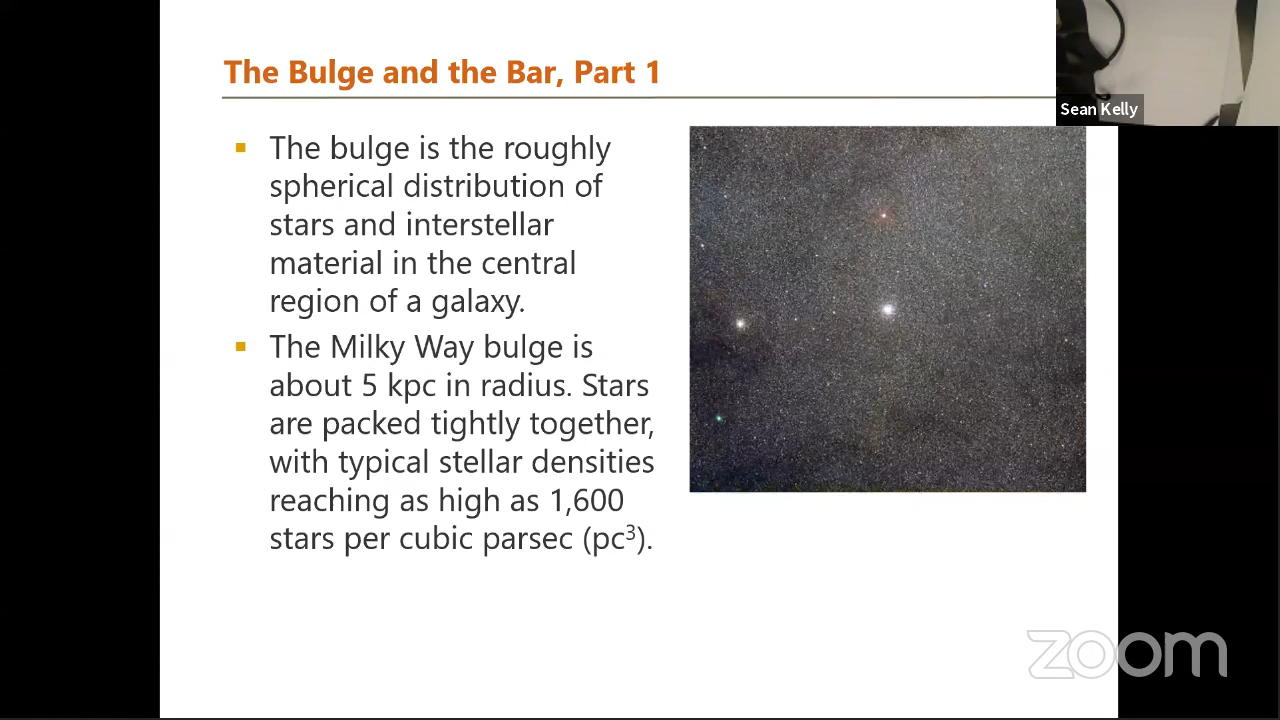 The Bulge and the Bar, Part 1
Sean Kelly
▪ The bulge is the roughly
spherical distribution of
stars and interstellar
material in the central
region of a galaxy.
▪ The Milky Way bulge is
about 5 kpc in radius. Stars
are packed tightly together,
with typical stellar densities
reaching as high as 1,600
stars per cubic parsec (pc³).
zoom